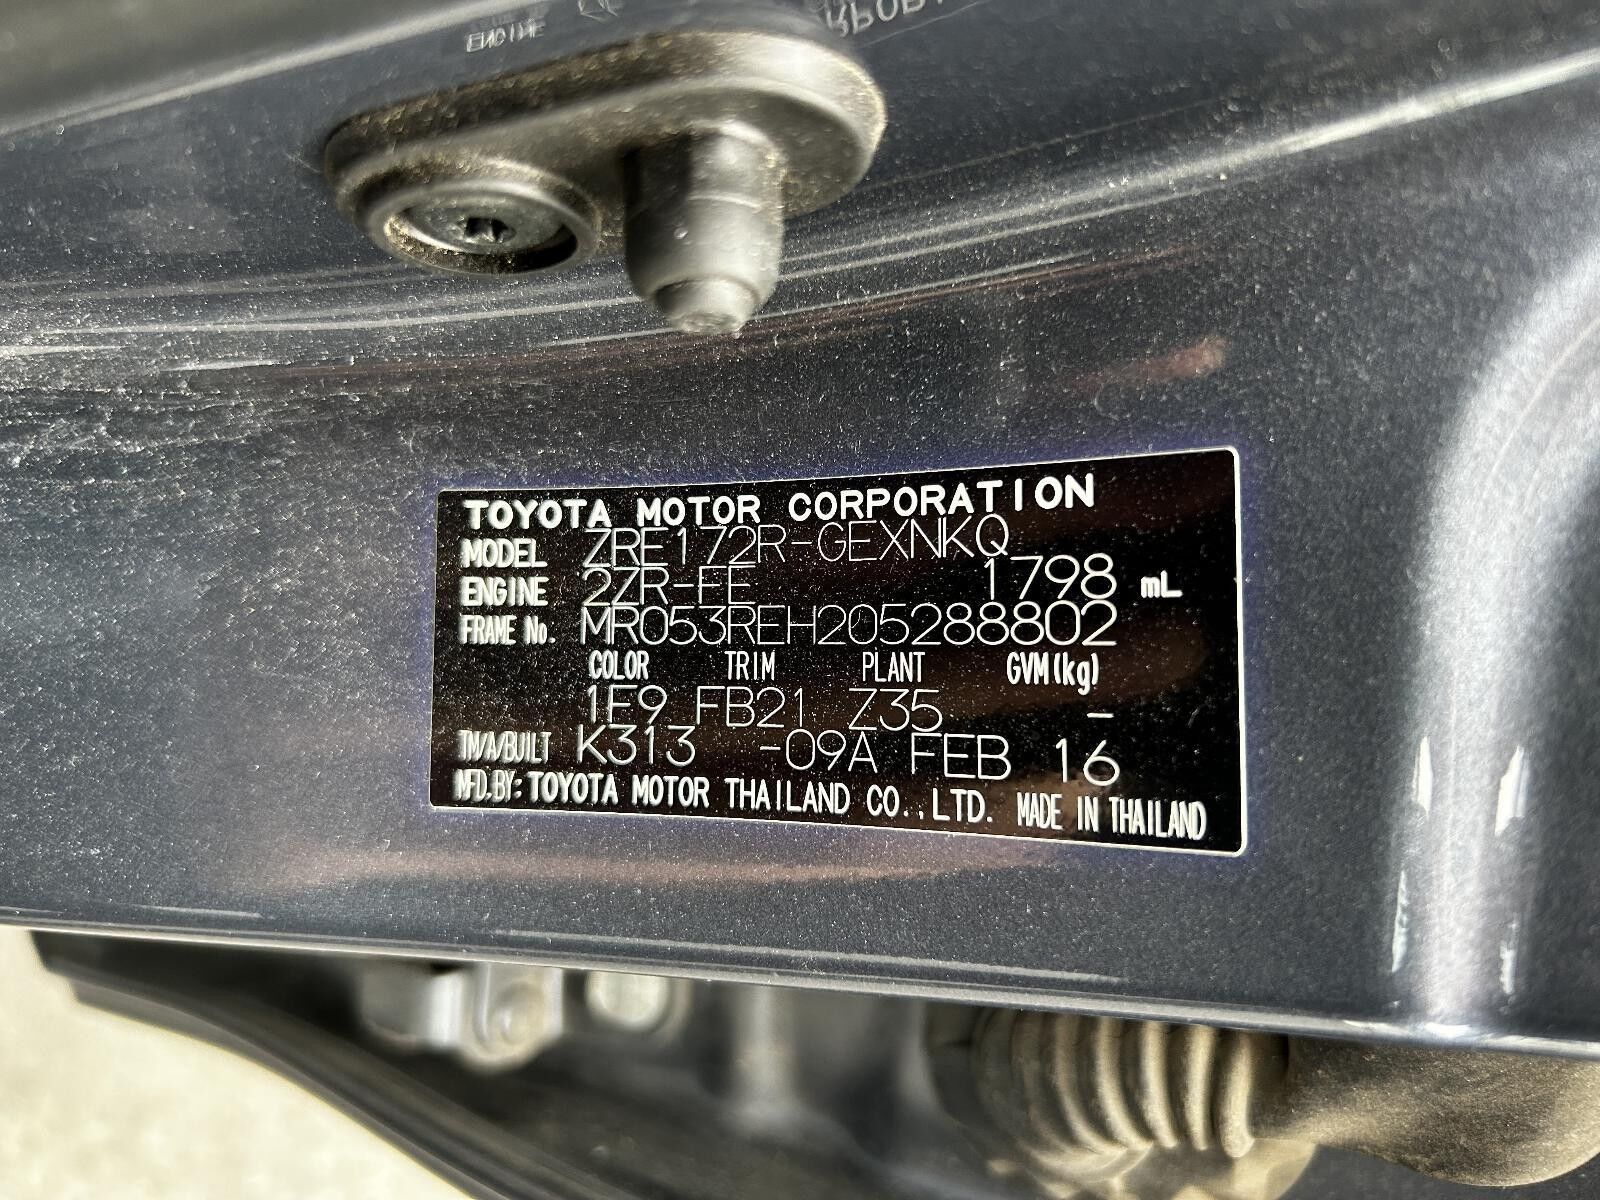 ENGINE
TOYOTA MOTOR CORPORATION
MODEL ZRE172R-GEXNKQ
ENGINE 2ZR-FE 1798 mL
FRAME No. MR053REH205288802
COLOR TRIM PLANT GVM(kg)
1E9 FB21 Z35 -
TM/A/BUILT K313 -09A FEB 16
MFD.BY: TOYOTA MOTOR THAILAND CO.,LTD. MADE IN THAILAND